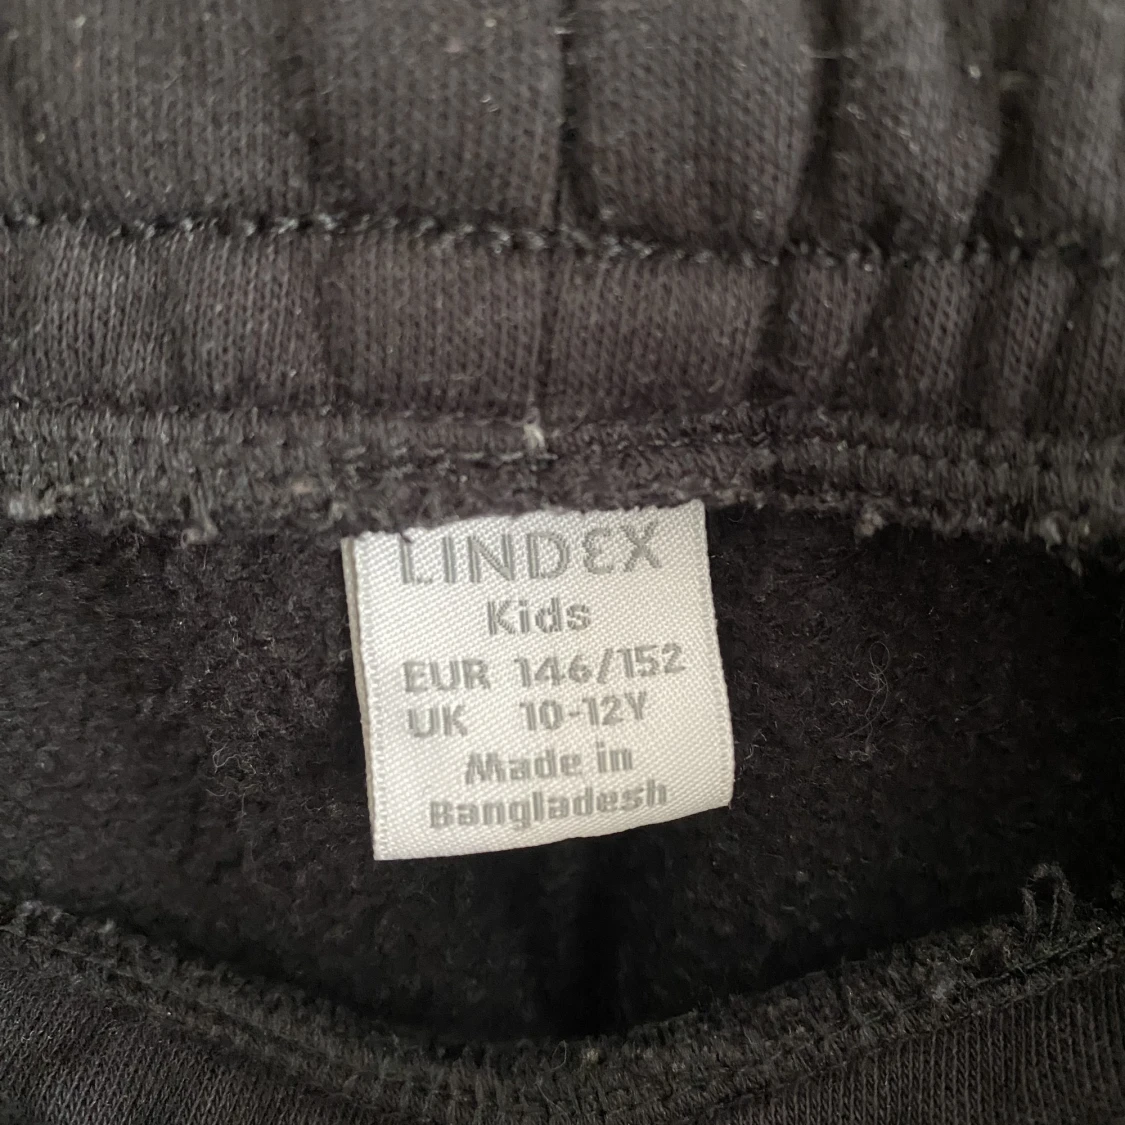 LINDEX
Kids
EUR 146/152
UK 10-12Y
Made in
Bangladesh